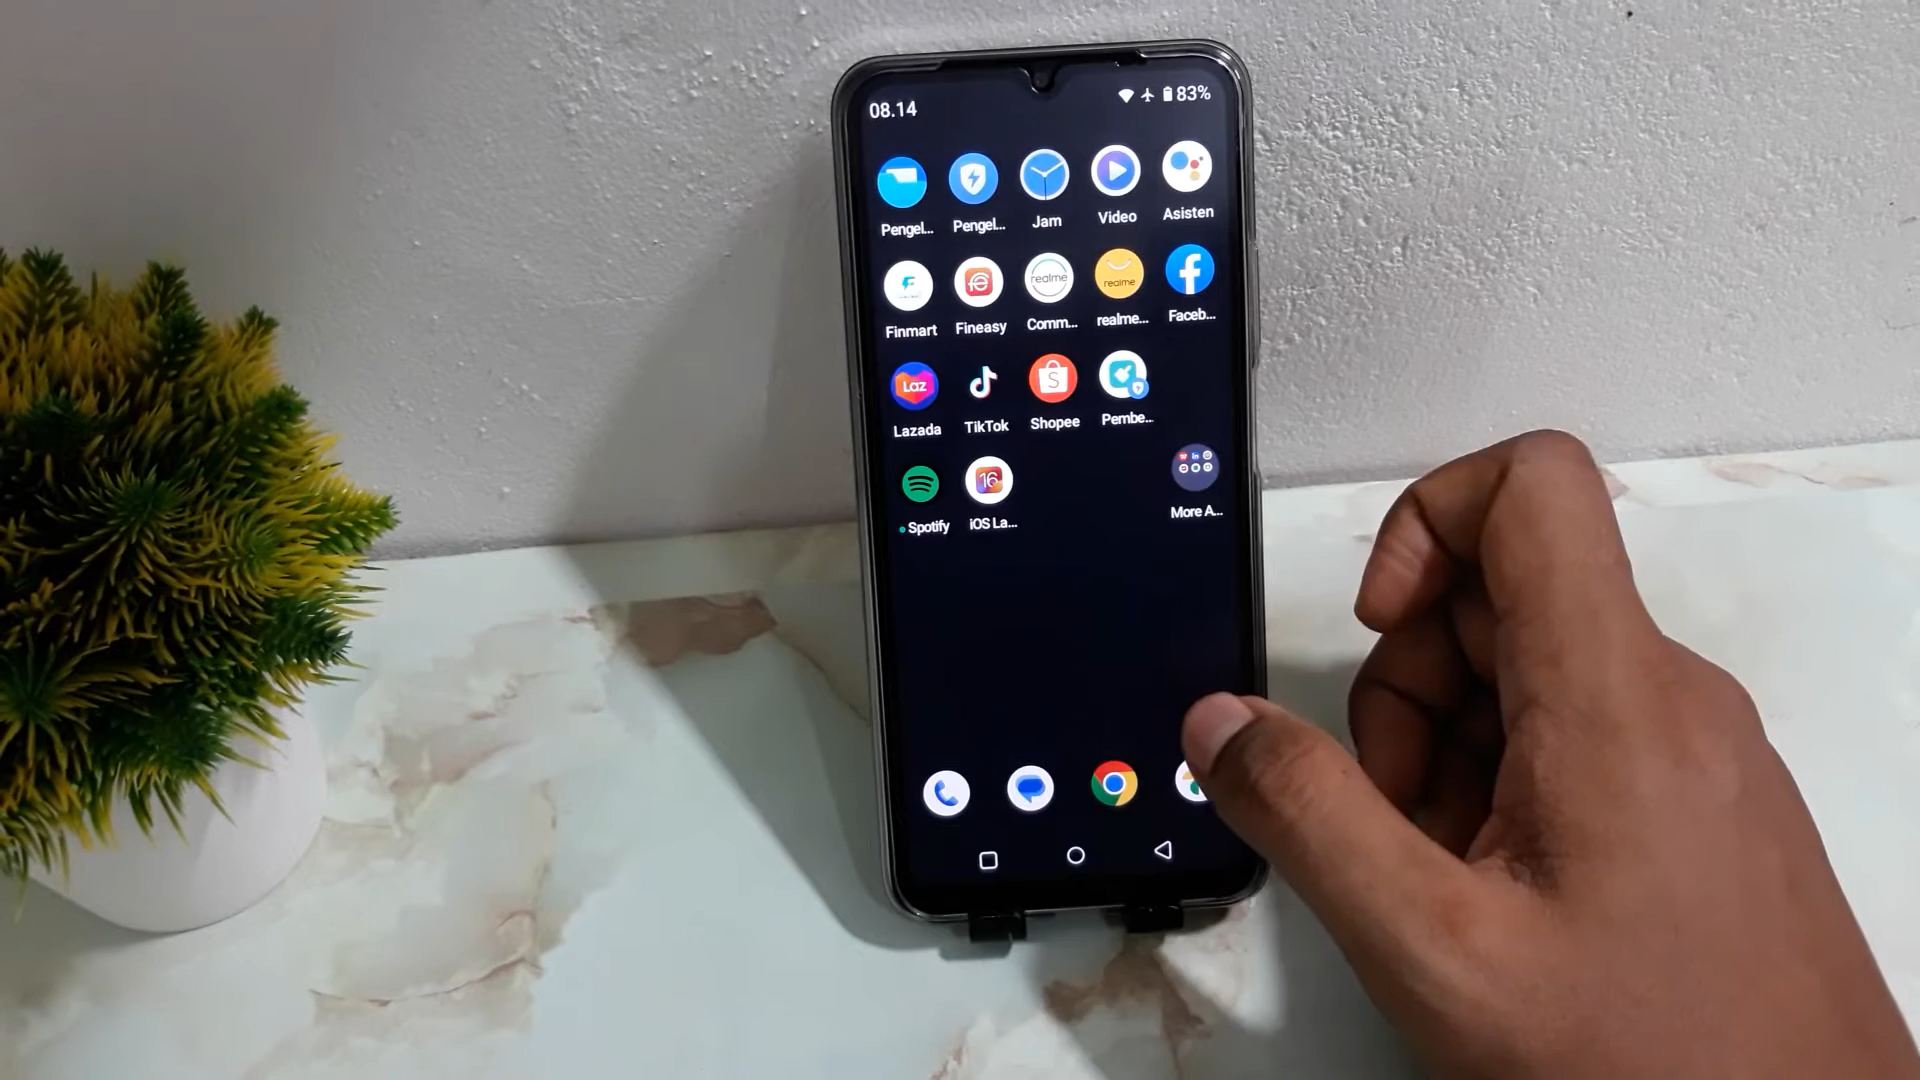 08.14 83%
Pengel... Pengel... Jam Video Asisten
realme realme
Finmart Fineasy Comm... realme... Faceb...
Laz S
Lazada TikTok Shopee Pembe...
16
Spotify iOS La... More A...